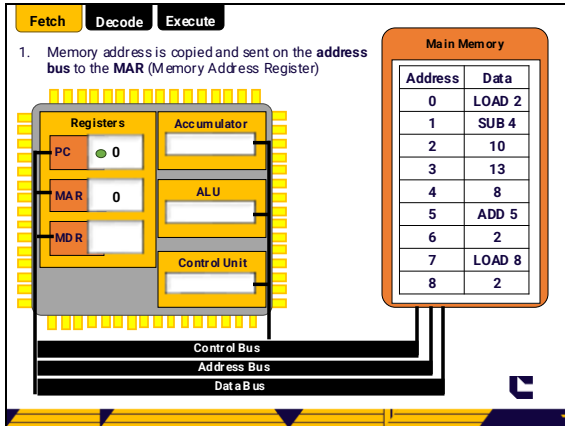 Fetch Decode Execute
1. Memory address is copied and sent on the address
bus to the MAR (Memory Address Register)
Registers
PC 0
MAR 0
MDR
Accumulator
ALU
Control Unit
Main Memory
Address Data
0 LOAD 2
1 SUB 4
2 10
3 13
4 8
5 ADD 5
6 2
7 LOAD 8
8 2
Control Bus
Address Bus
Data Bus